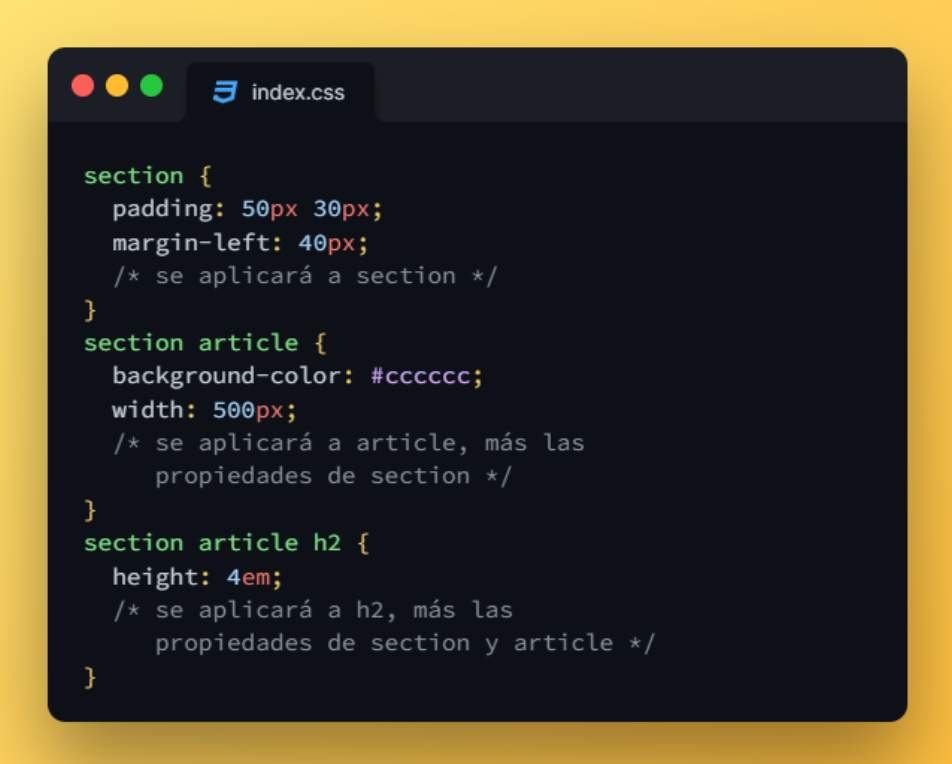 index.css
section {
  padding: 50px 30px;
  margin-left: 40px;
  /* se aplicará a section */
}
section article {
  background-color: #cccccc;
  width: 500px;
  /* se aplicará a article, más las
     propiedades de section */
}
section article h2 {
  height: 4em;
  /* se aplicará a h2, más las
     propiedades de section y article */
}